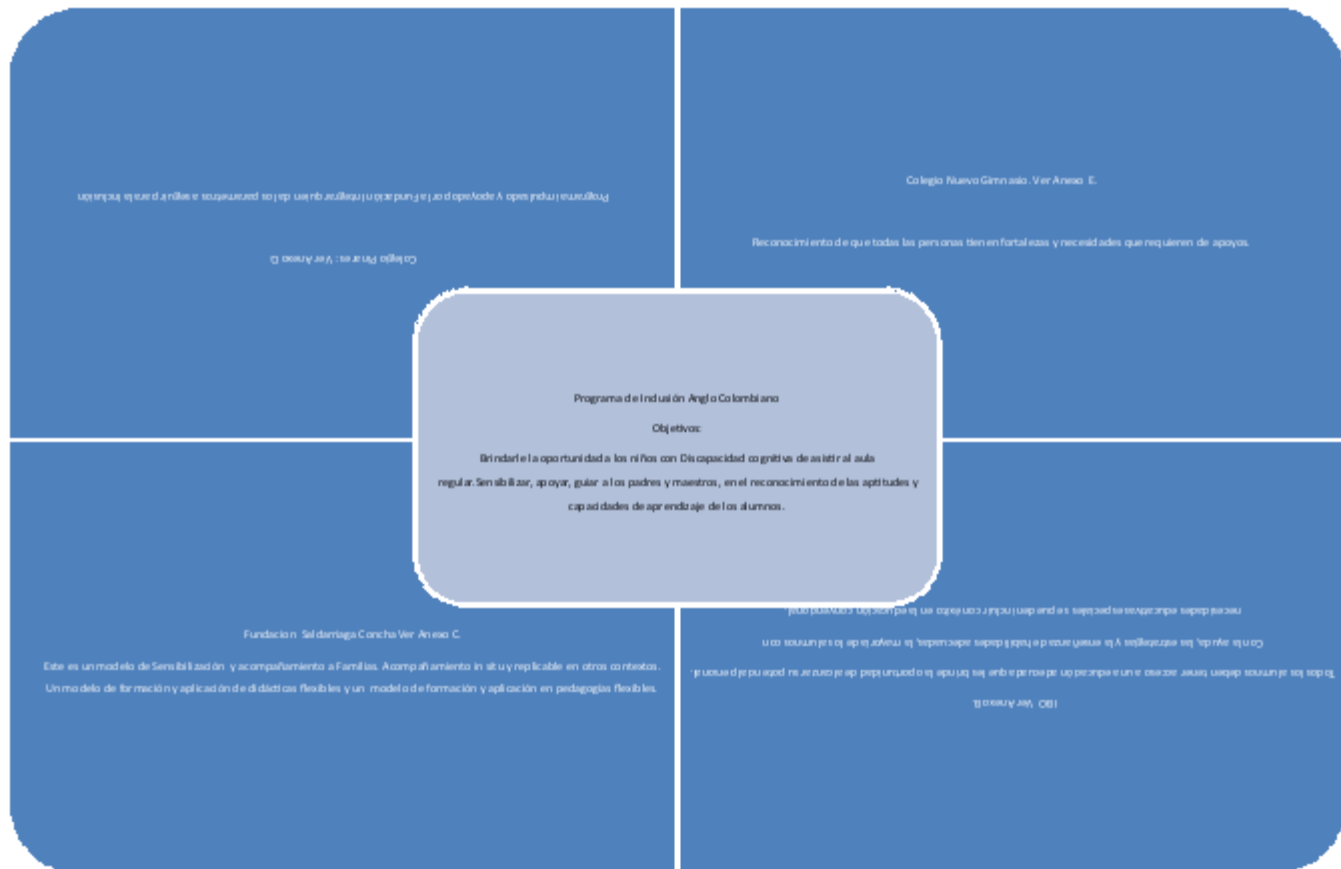 Colegio Pinares : Ver Anexo D
Programa impulsado y apoyado por la Fundación Integrar quien da los parametros a seguir para la inclusión
Colegio Nuevo Gimnasio. Ver Anexo E.
Reconocimiento de que todas las personas tienen fortalezas y necesidades que requieren de apoyos.
Programa de Inclusión Anglo Colombiano
Objetivos:
Brindarle la oportunidad a los niños con Discapacidad cognitiva de asistir al aula
regular. Sensibilizar, apoyar, guiar a los padres y maestros, en el reconocimiento de las aptitudes y
capacidades de aprendizaje de los alumnos.
Fundacion Saldarriaga Concha Ver Anexo C.
Este es un modelo de Sensibilización y acompañamiento a Familias. Acompañamiento in situ y replicable en otros contextos.
Un modelo de formación y aplicación de didácticas flexibles y un modelo de formación y aplicación en pedagogías flexibles.
IBO Ver Anexo B.
Todos los alumnos deben tener acceso a una educación apropiada que les brinde la oportunidad de alcanzar su potencial personal.
Con la ayuda, las estrategias y la enseñanza de habilidades adecuadas, la mayoría de los alumnos con
necesidades educativas especiales se pueden incluir con éxito en la educación convencional.